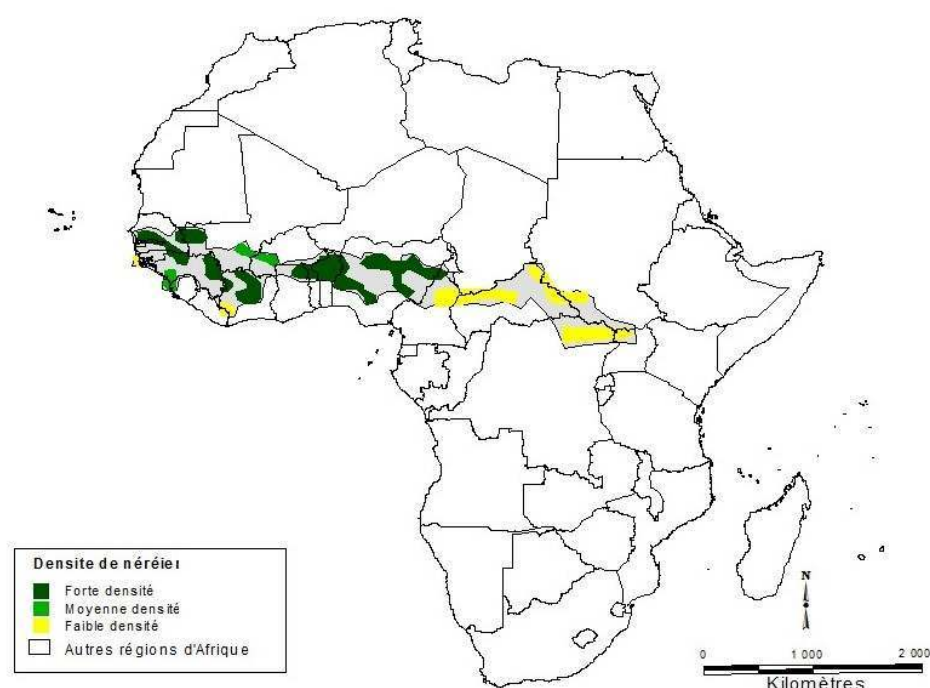 Densite de néréier
Forte densité
Moyenne densité
Faible densité
Autres régions d'Afrique
N
0 1 000 2 000
Kilomètres